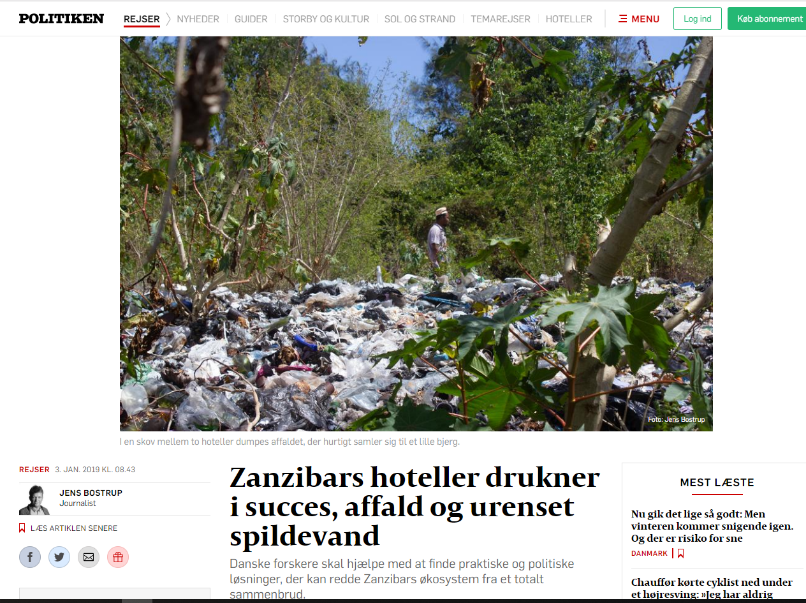 POLITIKEN
REJSER NYHEDER GUIDER STORBY OG KULTUR SOL OG STRAND TEMAREJSER HOTELLER MENU Log ind Køb abonnement
Foto: Jens Bostrup
I en skov mellem to hoteller dumpes affaldet, der hurtigt samler sig til et lille bjerg.
REJSER 3. JAN. 2019 KL. 08.43
JENS BOSTRUP
Journalist
LÆS ARTIKLEN SENERE
Zanzibars hoteller drukner
i succes, affald og urenset
spildevand
Danske forskere skal hjælpe med at finde praktiske og politiske
løsninger, der kan redde Zanzibars økosystem fra et totalt
sammenbrud.
MEST LÆSTE
Nu gik det lige så godt: Men
vinteren kommer snigende igen.
Og der er risiko for sne
DANMARK
Chauffør kørte cyklist ned under
et højresving: »Jeg har aldrig